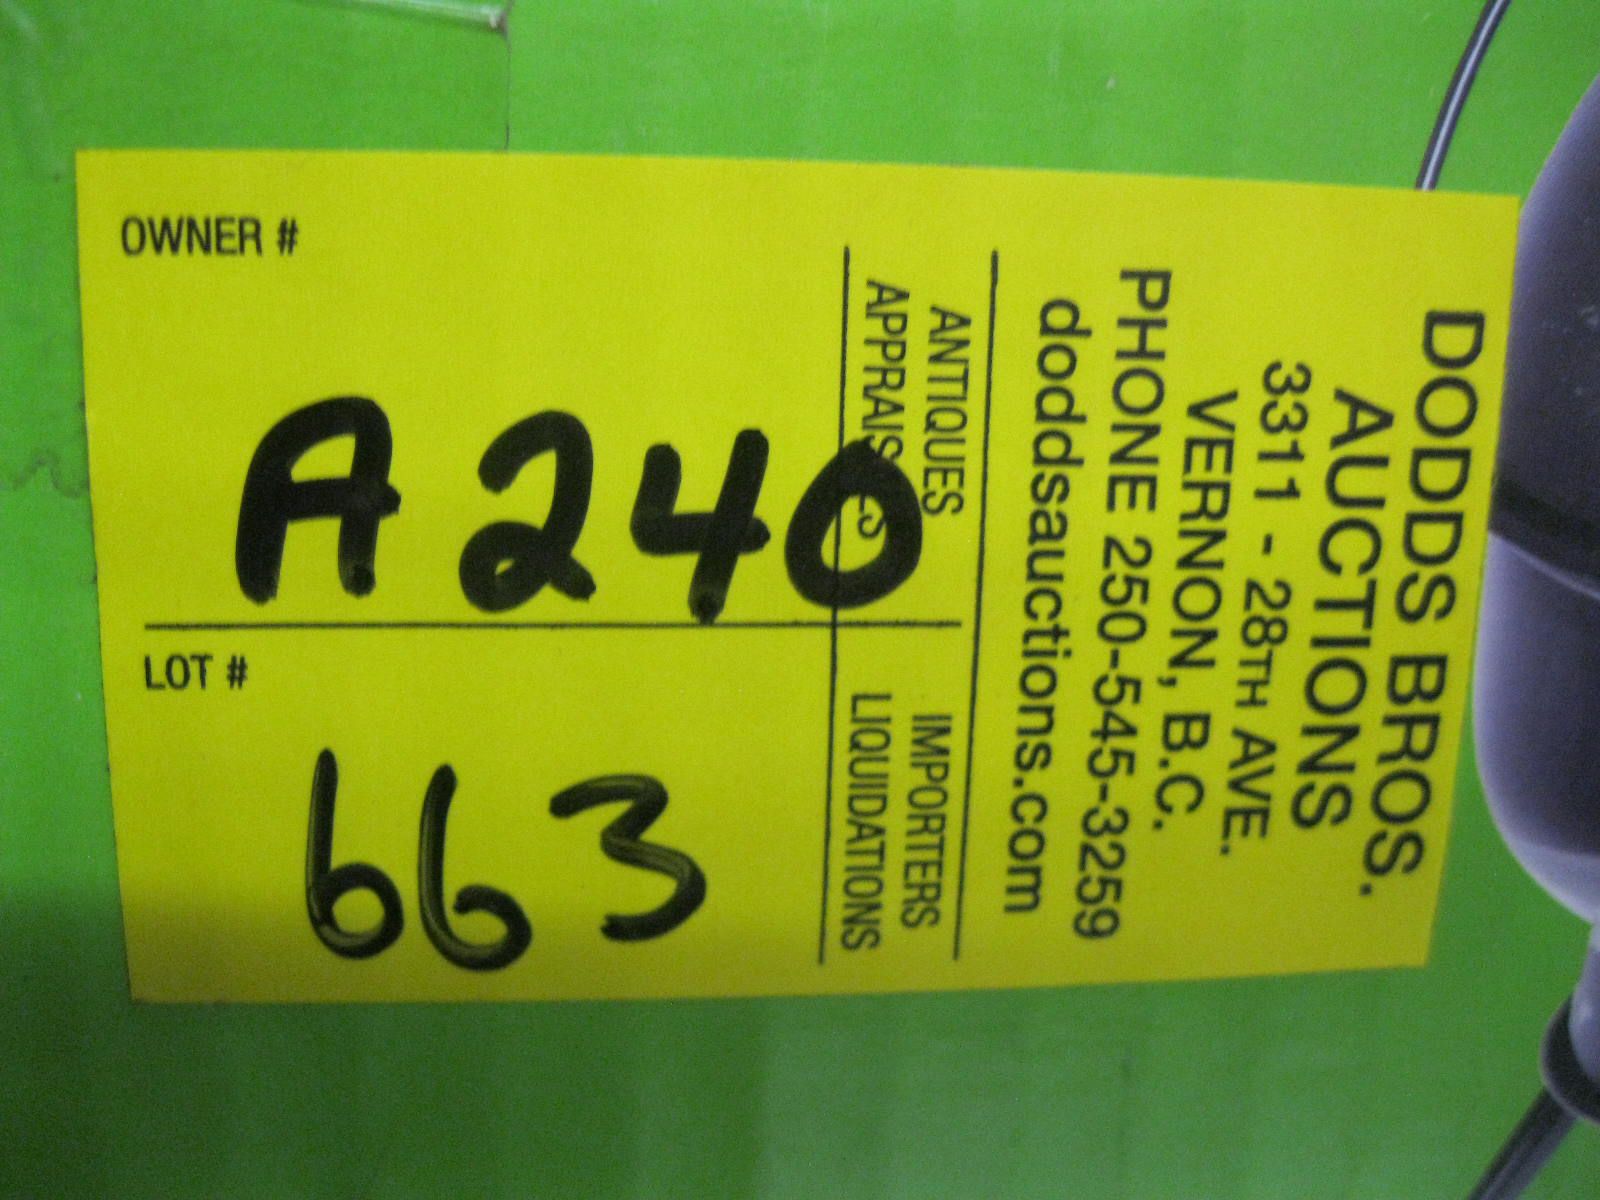 DODDS BROS.
AUCTIONS
3311 - 28TH AVE.
VERNON, B.C.
PHONE 250-545-3259
doddsauctions.com
ANTIQUES
IMPORTERS
LIQUIDATIONS
OWNER #
A240
LOT #
663